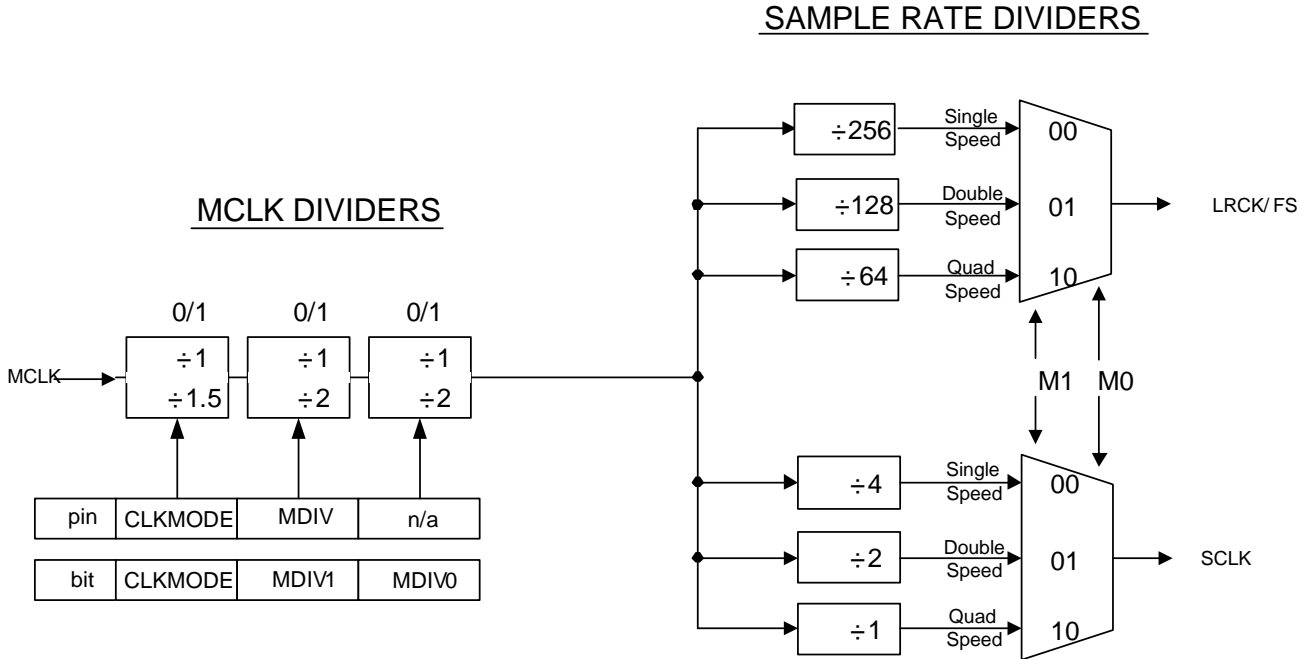 SAMPLE RATE DIVIDERS
÷256
Single
Speed
00
÷128
Double
Speed
01
LRCK/ FS
÷64
Quad
Speed
10
MCLK DIVIDERS
0/1
0/1
0/1
MCLK
÷1
÷1.5
÷1
÷2
÷1
÷2
M1
M0
pin
CLKMODE
MDIV
n/a
bit
CLKMODE
MDIV1
MDIV0
÷4
Single
Speed
00
÷2
Double
Speed
01
SCLK
÷1
Quad
Speed
10